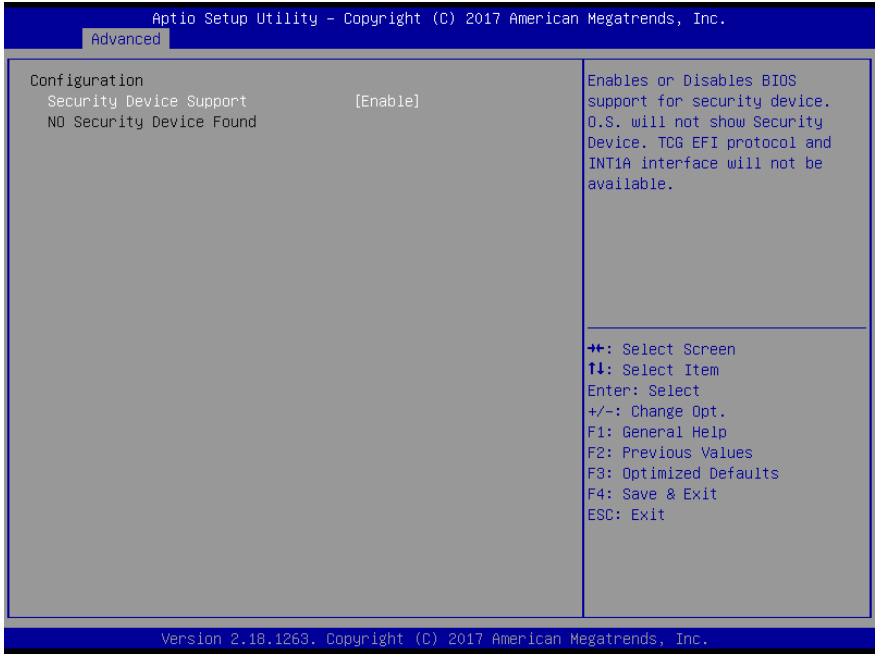 Aptio Setup Utility – Copyright (C) 2017 American Megatrends, Inc.
Advanced
Configuration
Security Device Support [Enable]
NO Security Device Found
Enables or Disables BIOS
support for security device.
O.S. will not show Security
Device. TCG EFI protocol and
INT1A interface will not be
available.
→←: Select Screen
↑↓: Select Item
Enter: Select
+/-: Change Opt.
F1: General Help
F2: Previous Values
F3: Optimized Defaults
F4: Save & Exit
ESC: Exit
Version 2.18.1263. Copyright (C) 2017 American Megatrends, Inc.